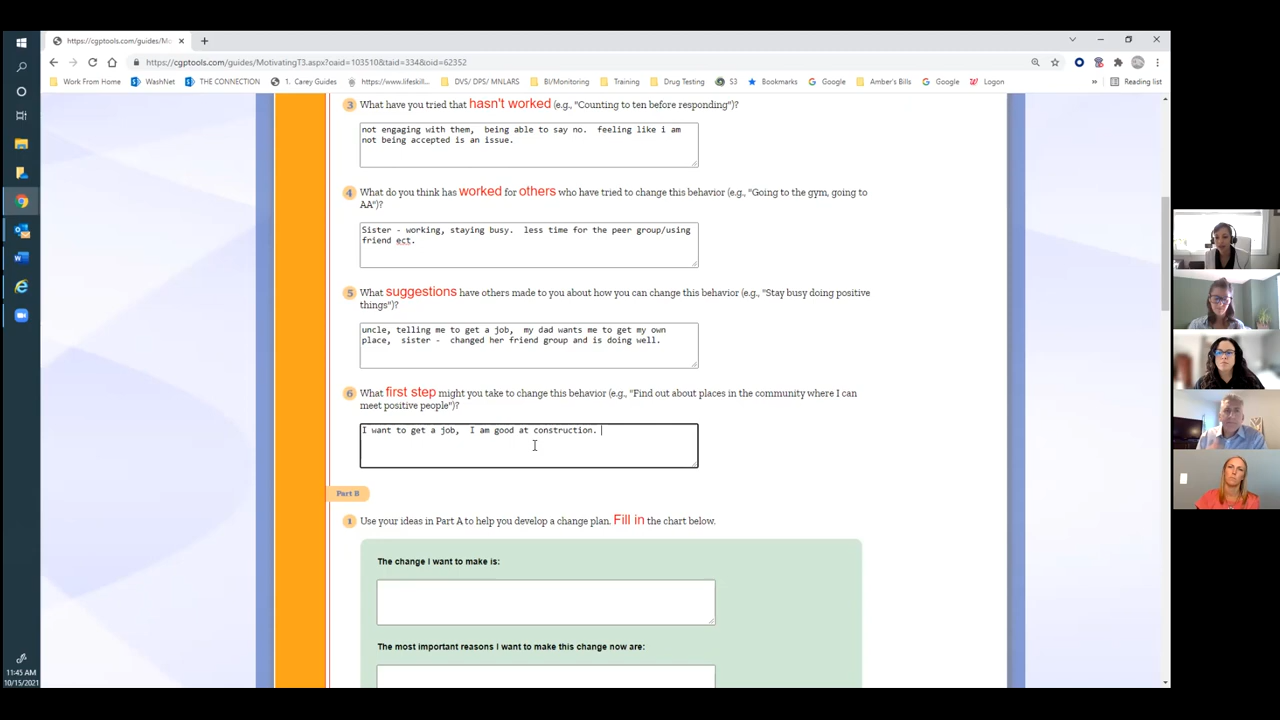 https://cgptools.com/guides/Mo
https://cgptools.com/guides/MotivatingT3.aspx?oaid=103510&taid=334&oid=62352
Work From Home
WashNet
THE CONNECTION
1. Carey Guides
https://www.lifeskill...
DVS/ DPS/ MNLARS
BI/Monitoring
Training
Drug Testing
S3
Bookmarks
Google
Amber's Bills
Google
Logon
»
Reading list
3 What have you tried that hasn't worked (e.g., "Counting to ten before responding")?
not engaging with them, being able to say no. feeling like i am
not being accepted is an issue.
4 What do you think has worked for others who have tried to change this behavior (e.g., "Going to the gym, going to
AA")?
Sister - working, staying busy. less time for the peer group/using
friend ect.
5 What suggestions have others made to you about how you can change this behavior (e.g., "Stay busy doing positive
things")?
uncle, telling me to get a job, my dad wants me to get my own
place, sister - changed her friend group and is doing well.
6 What first step might you take to change this behavior (e.g., "Find out about places in the community where I can
meet positive people")?
I want to get a job, I am good at construction.
Part B
1 Use your ideas in Part A to help you develop a change plan. Fill in the chart below.
The change I want to make is:
The most important reasons I want to make this change now are:
11:45 AM
10/15/2021